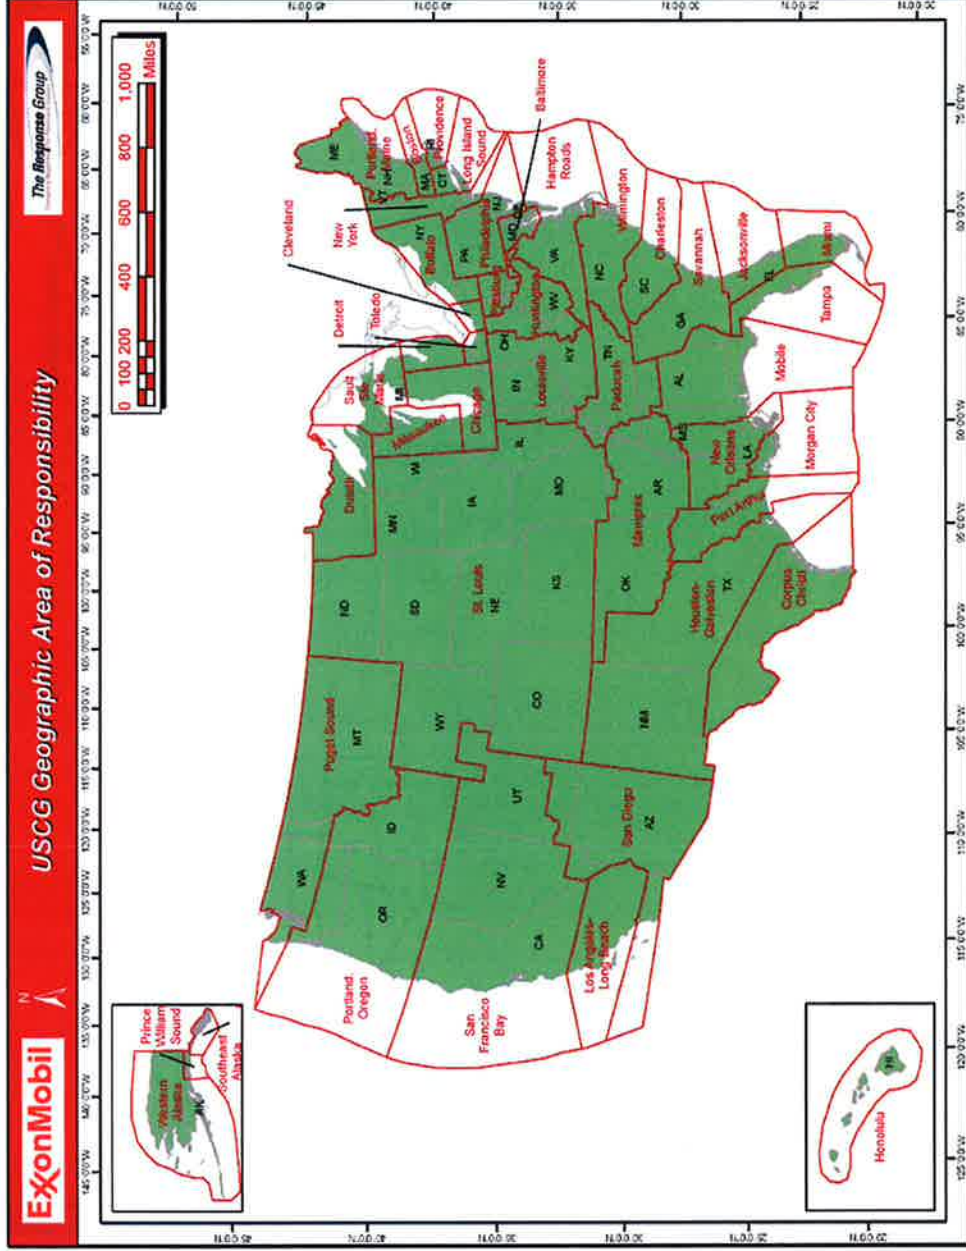 ExxonMobil
N
USCG Geographic Area of Responsibility
The Response Group
0 100 200 400 600 800 1,000
Miles
Prince
William
Sound
Western
Alaska
AK
Southeast
Alaska
Honolulu
HI
Portland,
Oregon
San
Francisco
Bay
Los Angeles-
Long Beach
San Diego
Puget Sound
WA
OR
CA
NV
ID
MT
UT
AZ
WY
CO
NM
ND
SD
NE
KS
OK
TX
St. Louis
Houston-
Galveston
Corpus
Christi
Port Arthur
Memphis
MN
IA
MO
AR
LA
New
Orleans
Morgan City
MS
Duluth
WI
IL
Milwaukee
Chicago
Sault
Ste
Marie
MI
Detroit
Toledo
Cleveland
New
York
IN
OH
KY
TN
AL
Louisville
Paducah
Mobile
Huntington
WV
Buffalo
NY
PA
Philadelphia
NJ
MD
VA
NC
SC
GA
FL
Tampa
Miami
Jacksonville
Savannah
Charleston
Wilmington
Hampton
Roads
Baltimore
Long Island
Sound
Providence
RI
CT
MA
Boston
Portland,
Maine
NH
VT
ME